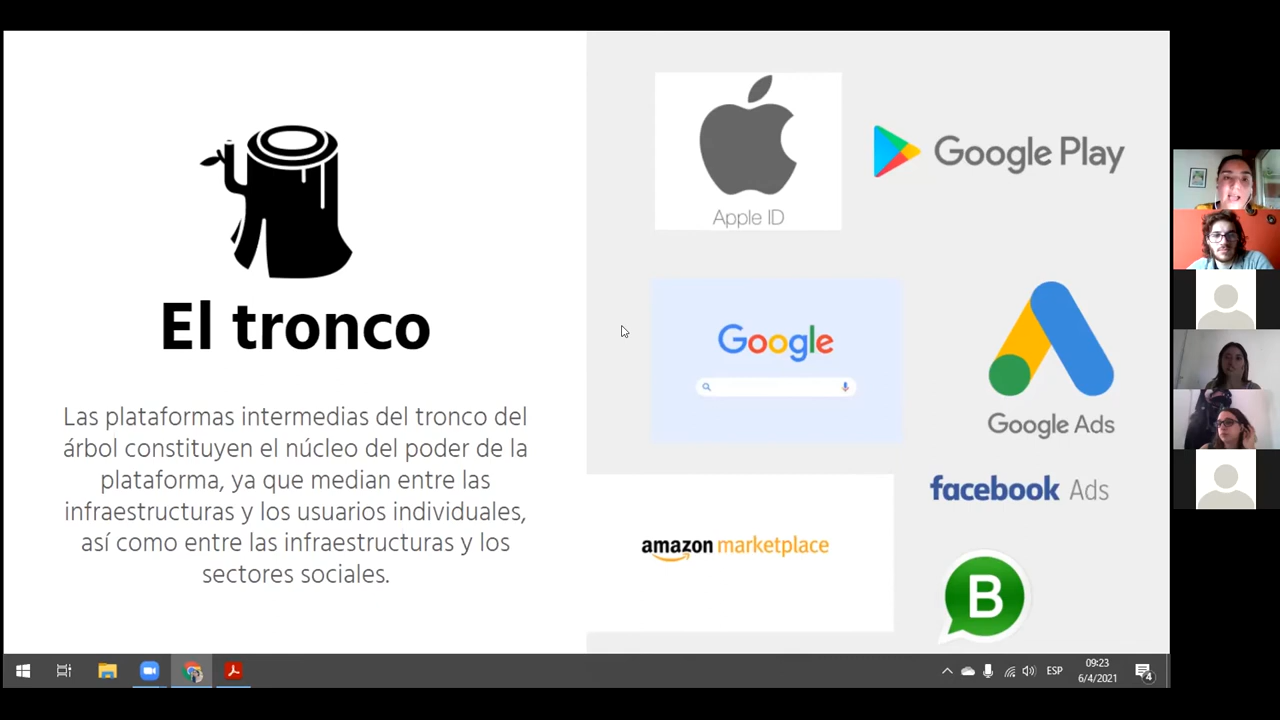 El tronco
Las plataformas intermedias del tronco del
árbol constituyen el núcleo del poder de la
plataforma, ya que median entre las
infraestructuras y los usuarios individuales,
así como entre las infraestructuras y los
sectores sociales.
Apple ID
Google Play
Google
Google Ads
facebook Ads
amazon marketplace
B
ESP
09:23
6/4/2021
4